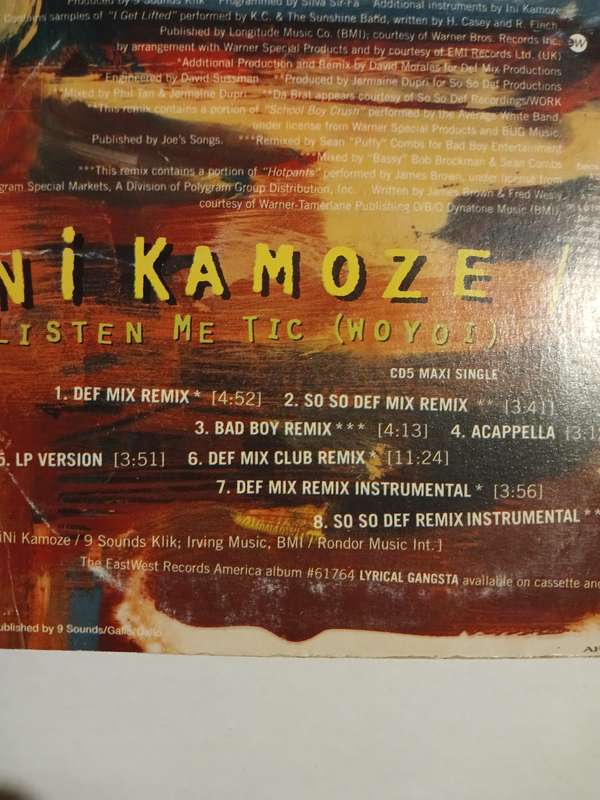 Produced by 9 Sounds Klik Programmed by Salva Sir-Fa Additional instruments by Ini Kamoze
Contains samples of "I Get Lifted" performed by K.C. & The Sunshine Band, written by H. Casey and R. Finch
Published by Longitude Music Co. (BMI); courtesy of Warner Bros. Records Inc.
by arrangement with Warner Special Products and by courtesy of EMI Records Ltd. (UK)
*Additional Production and Remix by David Morales for Def Mix Productions
*Engineered by David Sussman **Produced by Jermaine Dupri for So So Def Productions
**Mixed by Phil Tan & Jermaine Dupri **Da Brat appears courtesy of So So Def Recordings/WORK
**This remix contains a portion of "School Boy Crush" performed by the Average White Band,
under license from Warner Special Products and BUG Music.
Published by Joe's Songs. ***Remixed by Sean "Puffy" Combs for Bad Boy Entertainment
***Mixed by "Bassy" Bob Brockman & Sean Combs
***This remix contains a portion of "Hotpants" performed by James Brown, under license from
gram Special Markets, A Division of Polygram Group Distribution, Inc. Written by James Brown & Fred Wesly
courtesy of Warner-Tamerlane Publishing O/B/O Dynatone Music (BMI)
Ni KAMOZE /
LISTEN ME TIC (WOYOI)
CD5 MAXI SINGLE
1. DEF MIX REMIX * [4:52] 2. SO SO DEF MIX REMIX ** [3:41]
3. BAD BOY REMIX *** [4:13] 4. ACAPPELLA [3:1
5. LP VERSION [3:51] 6. DEF MIX CLUB REMIX * [11:24]
7. DEF MIX REMIX INSTRUMENTAL * [3:56]
8. SO SO DEF REMIX INSTRUMENTAL **
iNi Kamoze / 9 Sounds Klik; Irving Music, BMI / Rondor Music Int.]
The EastWest Records America album #61764 LYRICAL GANGSTA available on cassette and
ublished by 9 Sounds/